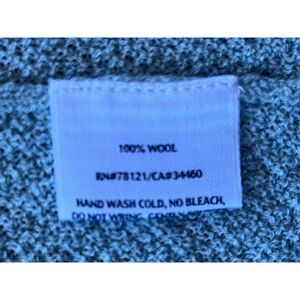 100% WOOL
RN#78121/CA#34460
HAND WASH COLD, NO BLEACH,
DO NOT WRING,